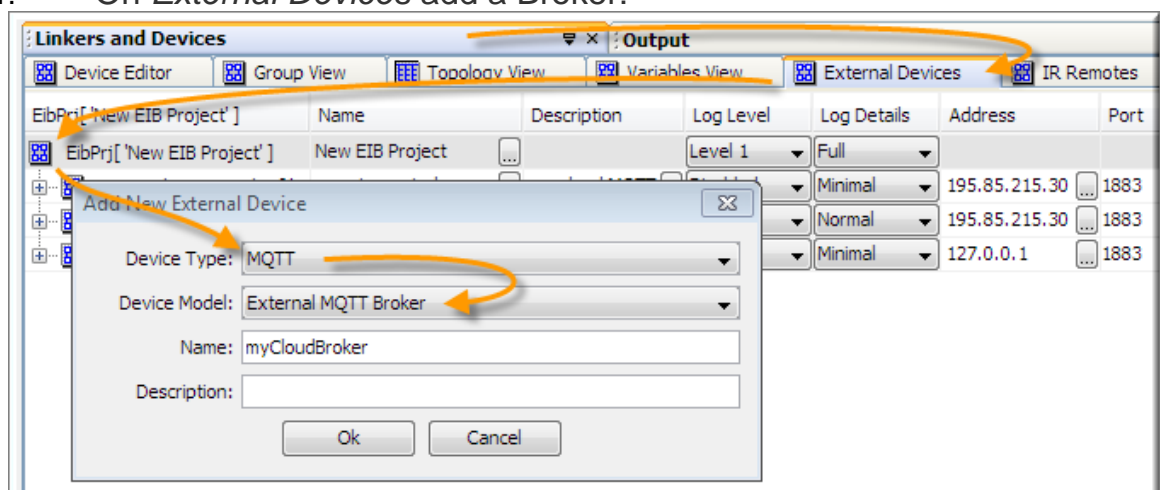 On External Devices add a Broker.
Linkers and Devices
Output
Device Editor Group View Topology View Variables View External Devices IR Remotes
EibPrj[ 'New EIB Project' ] Name Description Log Level Log Details Address Port
EibPrj[ 'New EIB Project' ] New EIB Project ... Level 1 Full
Minimal 195.85.215.30 ... 1883
Normal 195.85.215.30 ... 1883
Minimal 127.0.0.1 ... 1883
Add New External Device
Device Type: MQTT
Device Model: External MQTT Broker
Name: myCloudBroker
Description:
Ok Cancel